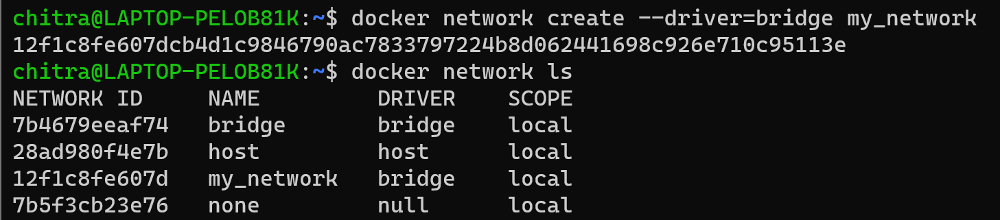 chitra@LAPTOP-PELOB81K:~$ docker network create --driver=bridge my_network
12f1c8fe607dcb4d1c9846790ac7833797224b8d062441698c926e710c95113e
chitra@LAPTOP-PELOB81K:~$ docker network ls
NETWORK ID     NAME         DRIVER    SCOPE
7b4679eeaf74   bridge       bridge    local
28ad980f4e7b   host         host      local
12f1c8fe607d   my_network   bridge    local
7b5f3cb23e76   none         null      local